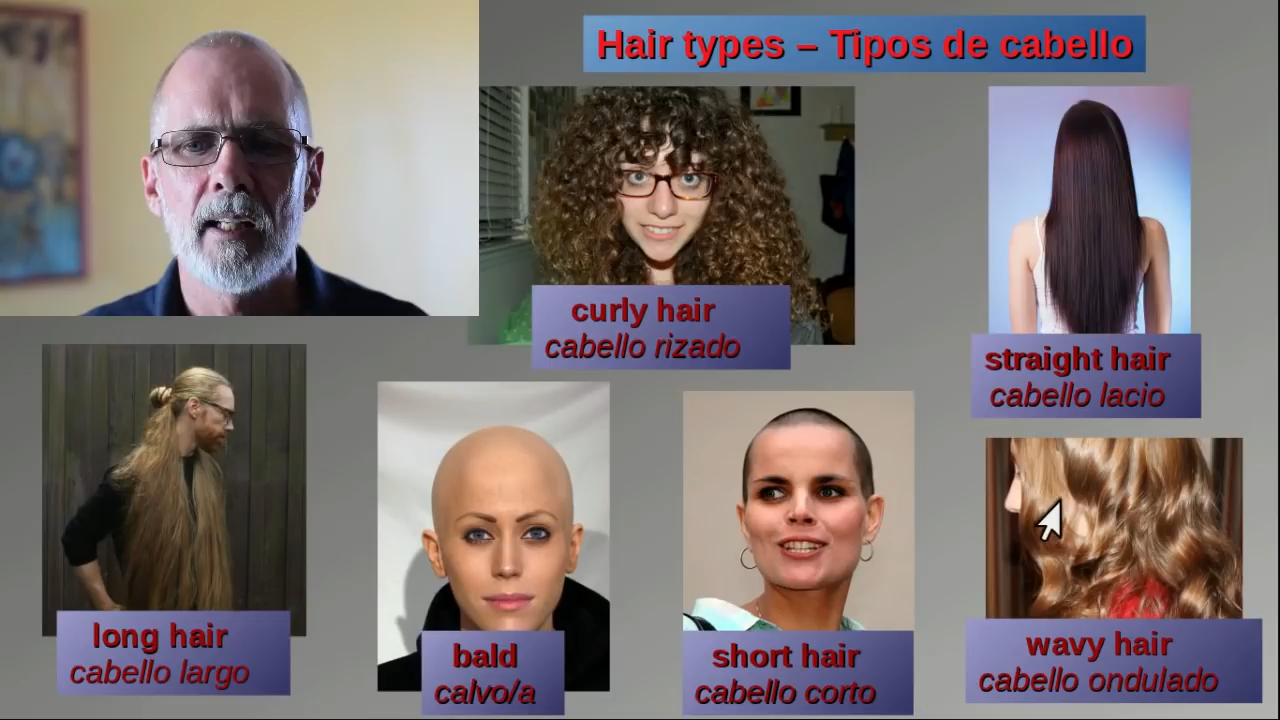 Hair types – Tipos de cabello
curly hair
cabello rizado
straight hair
cabello lacio
long hair
cabello largo
bald
calvo/a
short hair
cabello corto
wavy hair
cabello ondulado